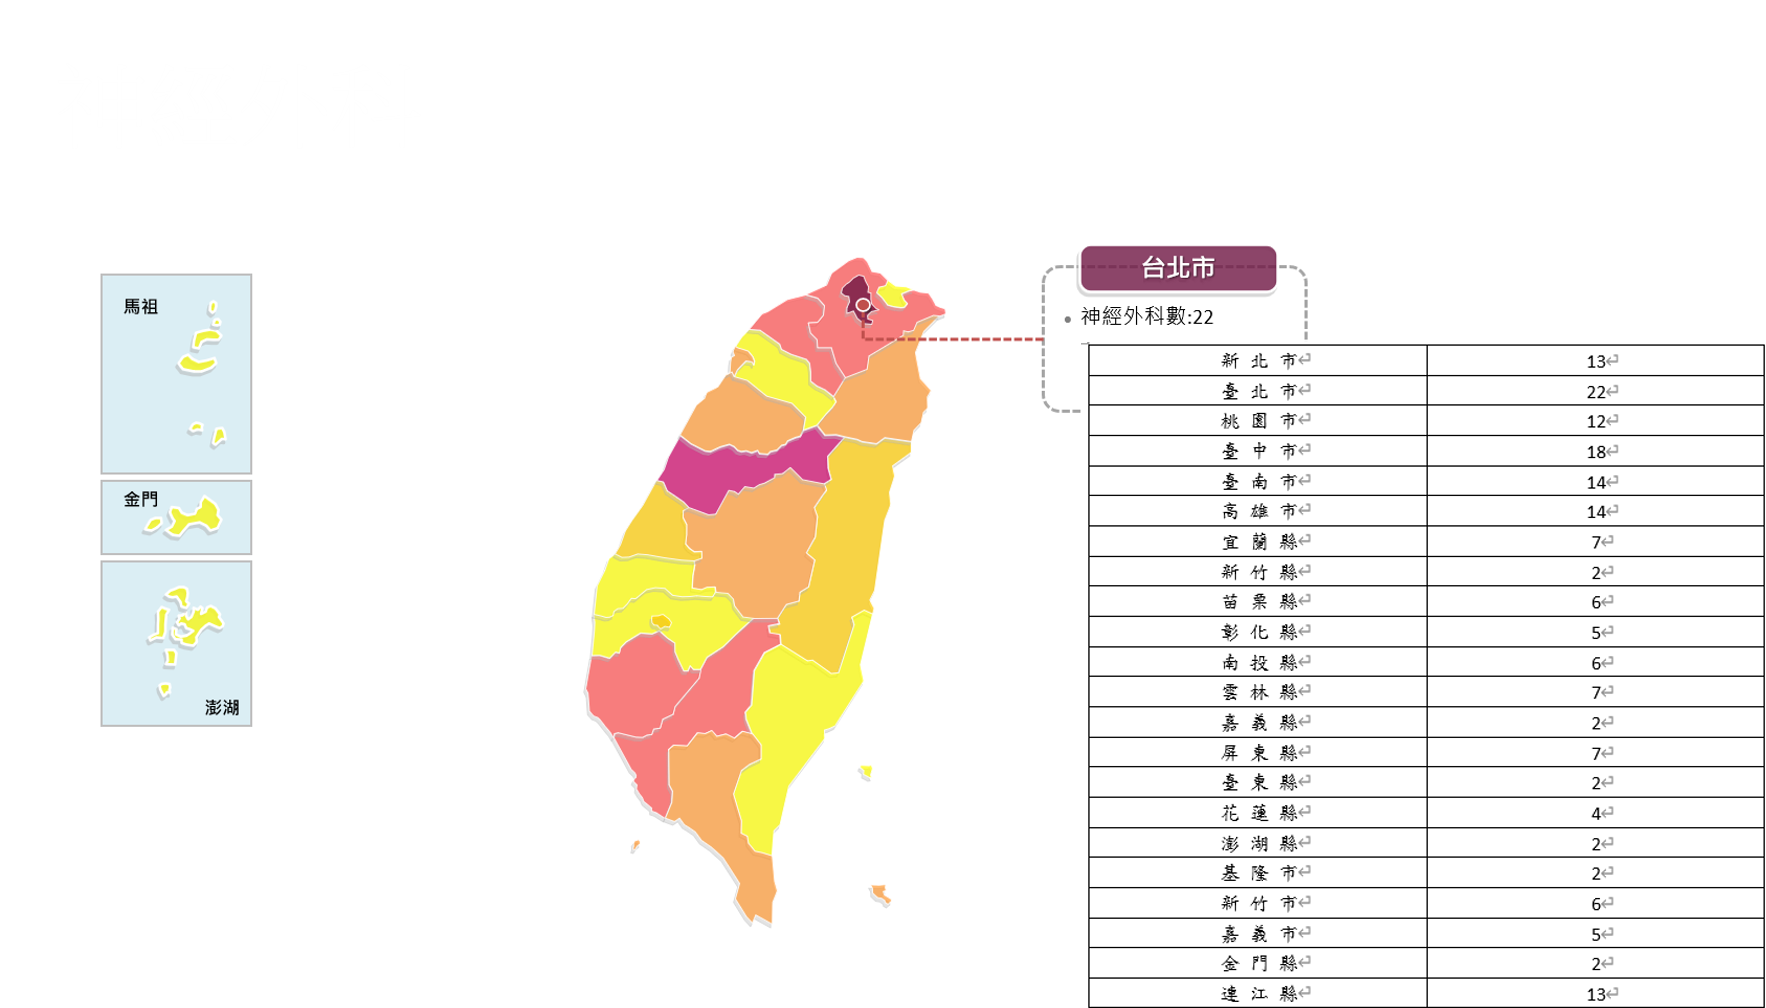 馬祖
金門
澎湖
台北市
• 神經外科數:22
新北市 13
臺北市 22
桃園市 12
臺中市 18
臺南市 14
高雄市 14
宜蘭縣 7
新竹縣 2
苗栗縣 6
彰化縣 5
南投縣 6
雲林縣 7
嘉義縣 2
屏東縣 7
臺東縣 2
花蓮縣 4
澎湖縣 2
基隆市 2
新竹市 6
嘉義市 5
金門縣 2
連江縣 13